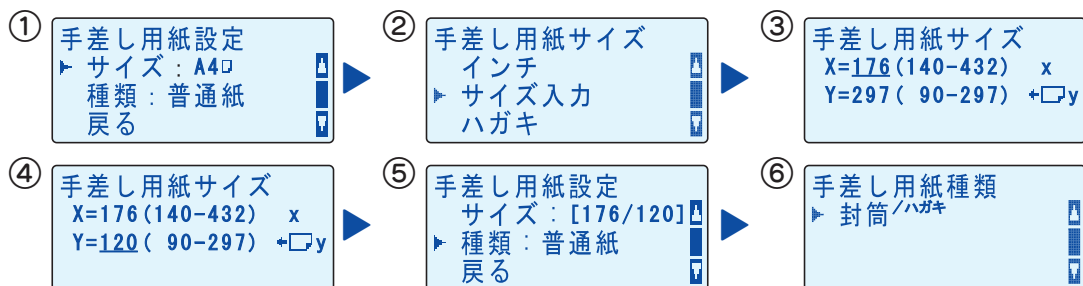 ①
手差し用紙設定
サイズ：A4
種類：普通紙
戻る
②
手差し用紙サイズ
インチ
サイズ入力
ハガキ
③
手差し用紙サイズ
X=176(140-432) x
Y=297( 90-297) y
④
手差し用紙サイズ
X=176(140-432) x
Y=120( 90-297) y
⑤
手差し用紙設定
サイズ：[176/120]
種類：普通紙
戻る
⑥
手差し用紙種類
封筒/ハガキ